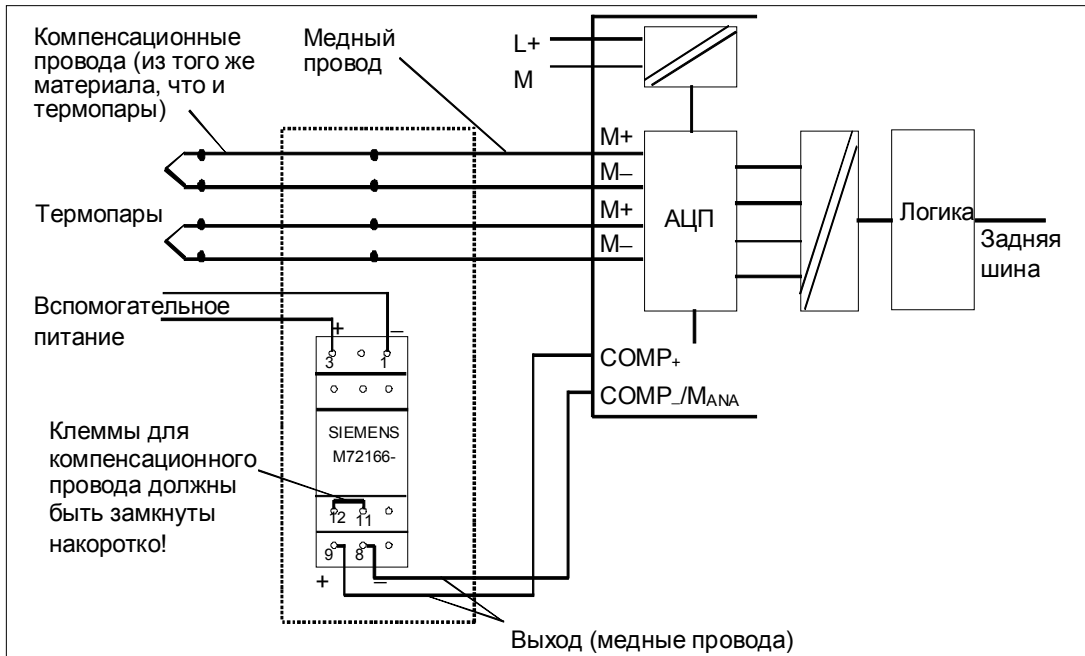 Компенсационные
провода (из того же
материала, что и
термопары)
Медный
провод
L+
M
M+
M–
M+
M–
Термопары
АЦП
Логика
Задняя
шина
Вспомогательное
питание
+ –
3 1
COMP+
COMP–/MANA
SIEMENS
M72166-
Клеммы для
компенсационного
провода должны
быть замкнуты
накоротко!
12 11
9 8
+ –
Выход (медные провода)